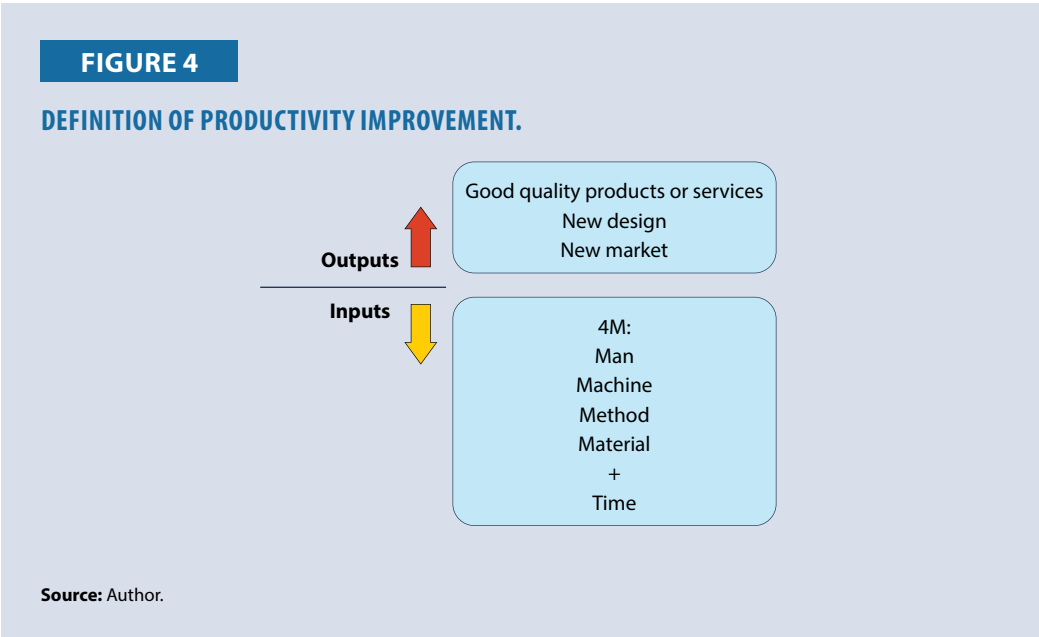 FIGURE 4
DEFINITION OF PRODUCTIVITY IMPROVEMENT.
Good quality products or services
New design
New market
Outputs
Inputs
4M:
Man
Machine
Method
Material
+
Time
Source: Author.